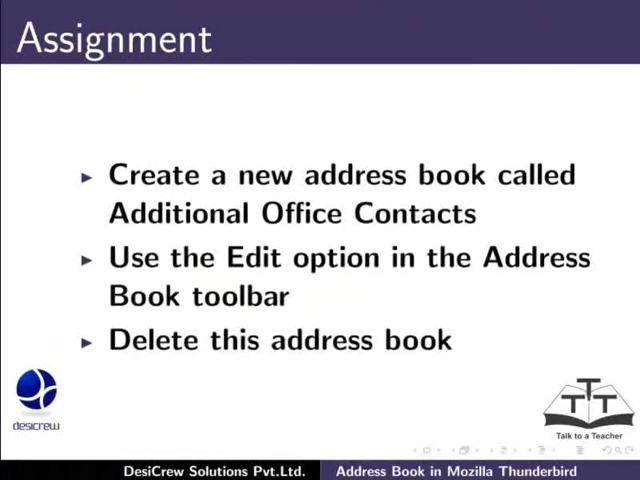 Assignment
Create a new address book called
Additional Office Contacts
Use the Edit option in the Address
Book toolbar
Delete this address book
desicrew
TTT
Talk to a Teacher
DesiCrew Solutions Pvt.Ltd. Address Book in Mozilla Thunderbird